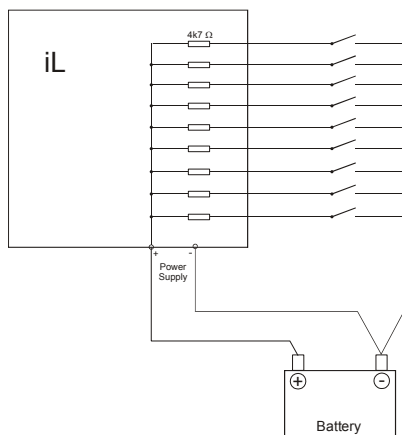 4k7 Ω
iL
+ -
Power
Supply
+ -
Battery